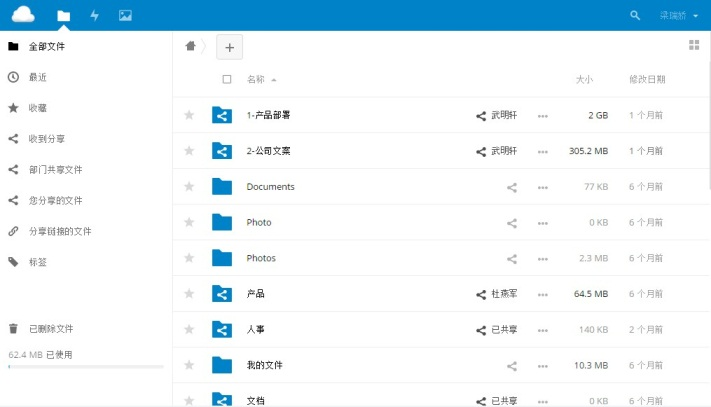 梁瑞娇
全部文件
最近
收藏
收到分享
部门共享文件
您分享的文件
分享链接的文件
标签
已删除文件
62.4 MB 已使用
+
名称 大小 修改日期
1-产品部署 武明轩 ••• 2 GB 1 个月前
2-公司文案 武明轩 ••• 305.2 MB 1 个月前
Documents ••• 77 KB 6 个月前
Photo ••• 0 KB 6 个月前
Photos ••• 2.3 MB 6 个月前
产品 杜燕军 ••• 64.5 MB 6 个月前
人事 已共享 ••• 140 KB 2 个月前
我的文件 ••• 10.3 MB 6 个月前
文档 已共享 ••• 0 KB 6 个月前